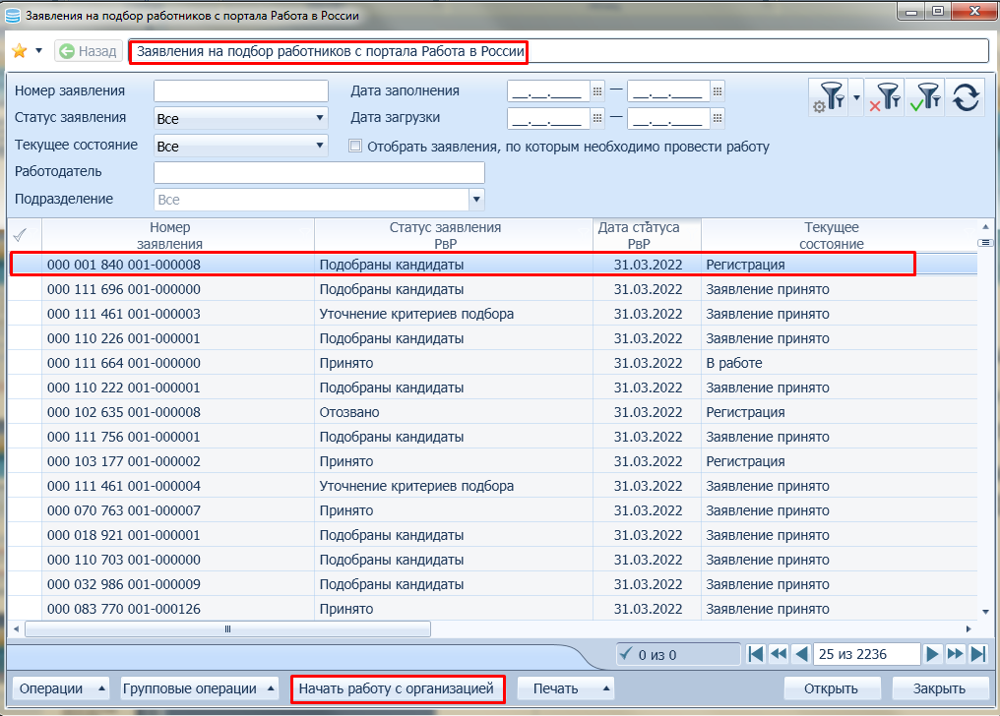 Заявления на подбор работников с портала Работа в России
Назад
Заявления на подбор работников с портала Работа в России
Номер заявления
Дата заполнения
__.__.____ — __.__.____
Статус заявления
Все
Дата загрузки
__.__.____ — __.__.____
Текущее состояние
Все
Отобрать заявления, по которым необходимо провести работу
Работодатель
Подразделение
Все
Номер заявления Статус заявления РвР Дата статуса РвР Текущее состояние
000 001 840 001-000008 Подобраны кандидаты 31.03.2022 Регистрация
000 111 696 001-000000 Подобраны кандидаты 31.03.2022 Заявление принято
000 111 461 001-000003 Уточнение критериев подбора 31.03.2022 Заявление принято
000 110 226 001-000001 Подобраны кандидаты 31.03.2022 Заявление принято
000 111 664 001-000000 Принято 31.03.2022 В работе
000 110 222 001-000001 Подобраны кандидаты 31.03.2022 Заявление принято
000 102 635 001-000008 Отозвано 31.03.2022 Регистрация
000 111 756 001-000001 Подобраны кандидаты 31.03.2022 Заявление принято
000 103 177 001-000002 Принято 31.03.2022 Регистрация
000 111 461 001-000004 Уточнение критериев подбора 31.03.2022 Заявление принято
000 070 763 001-000007 Принято 31.03.2022 Заявление принято
000 018 921 001-000001 Подобраны кандидаты 31.03.2022 Заявление принято
000 110 703 001-000000 Подобраны кандидаты 31.03.2022 Заявление принято
000 032 986 001-000009 Подобраны кандидаты 31.03.2022 Заявление принято
000 083 770 001-000126 Принято 31.03.2022 Заявление принято
0 из 0 25 из 2236
Операции Групповые операции Начать работу с организацией Печать Открыть Закрыть